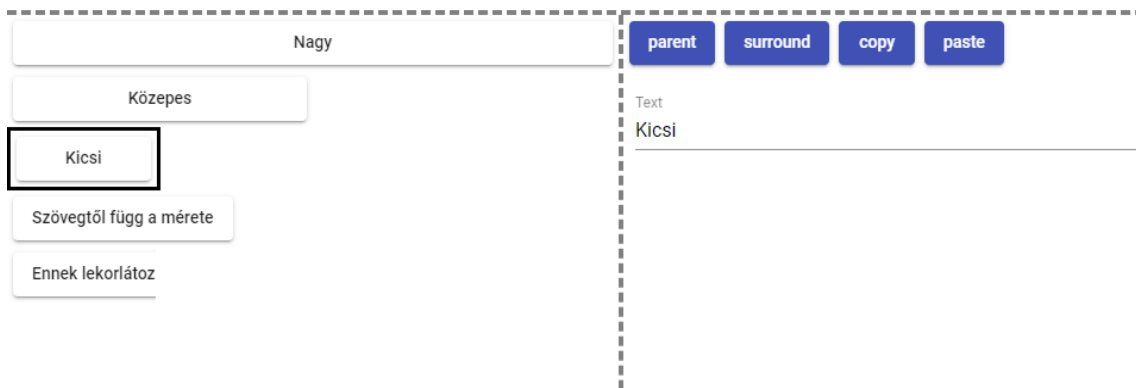 Nagy
Közepes
Kicsi
Szövegtől függ a mérete
Ennek lekorlátoz
parent surround copy paste
Text
Kicsi